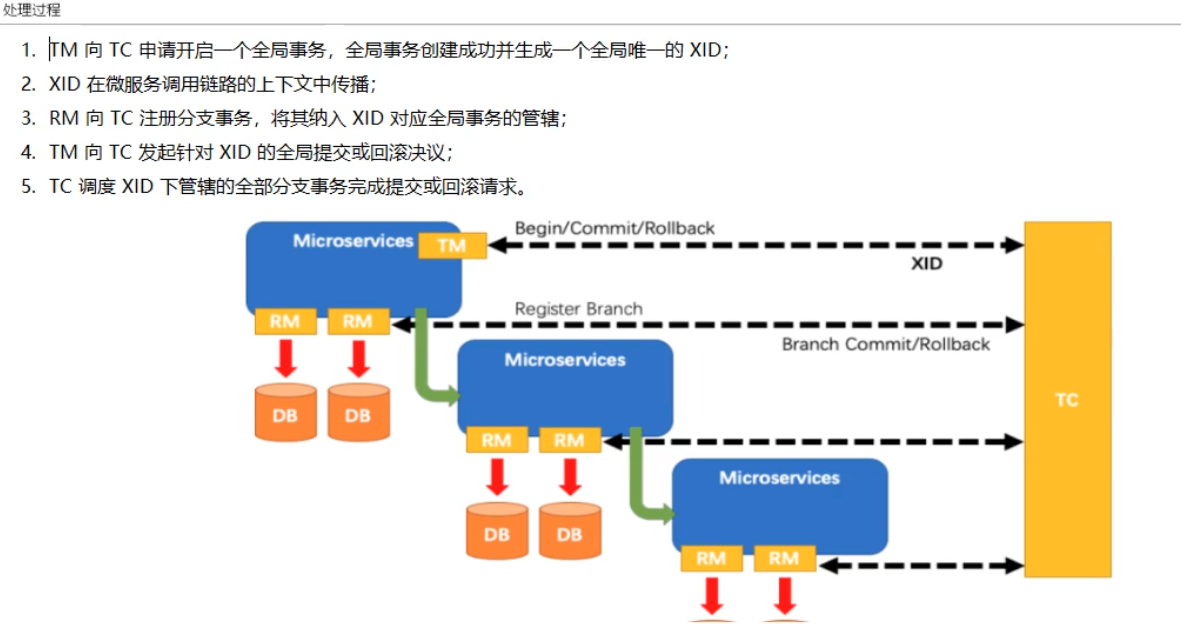 处理过程
1. TM 向 TC 申请开启一个全局事务，全局事务创建成功并生成一个全局唯一的 XID；
2. XID 在微服务调用链路的上下文中传播；
3. RM 向 TC 注册分支事务，将其纳入 XID 对应全局事务的管辖；
4. TM 向 TC 发起针对 XID 的全局提交或回滚决议；
5. TC 调度 XID 下管辖的全部分支事务完成提交或回滚请求。
Begin/Commit/Rollback
Microservices
TM
XID
Register Branch
RM
RM
Branch Commit/Rollback
Microservices
TC
DB
DB
RM
RM
Microservices
DB
DB
RM
RM